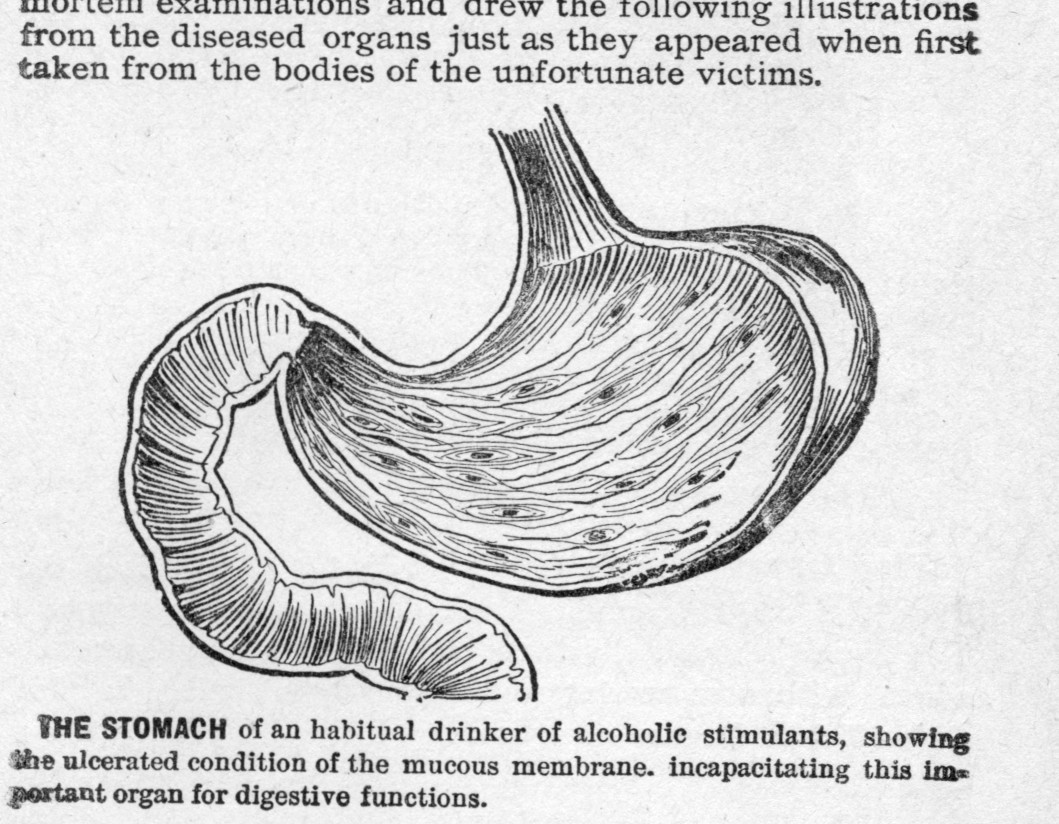 mortem examinations and drew the following illustrations
from the diseased organs just as they appeared when first
taken from the bodies of the unfortunate victims.
THE STOMACH of an habitual drinker of alcoholic stimulants, showing
the ulcerated condition of the mucous membrane. incapacitating this im-
portant organ for digestive functions.